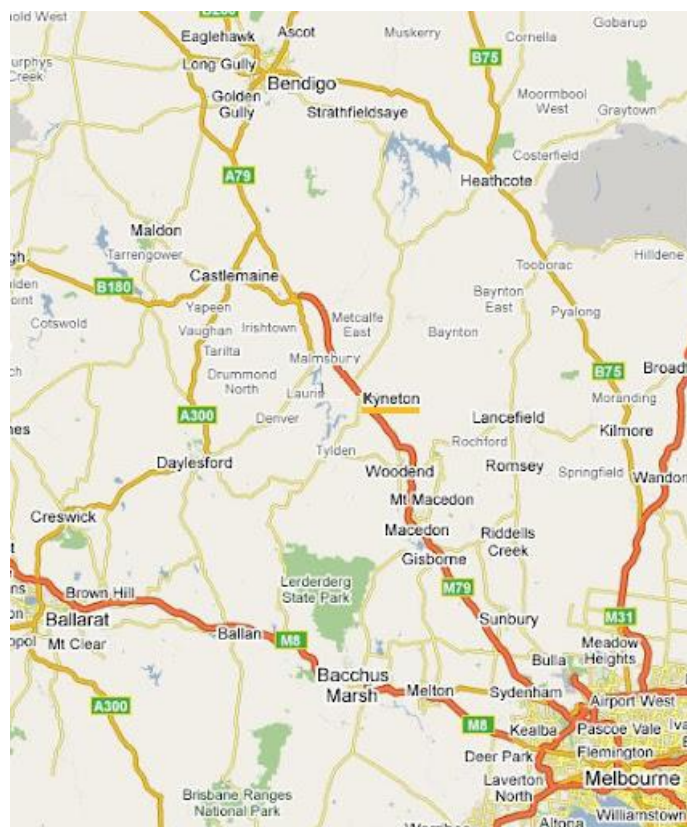 Gobarup
Ascot
Muskerry
Cornella
Eaglehawk
Long Gully
B75
Bendigo
Moormbool
West
Golden
Gully
Strathfieldsaye
Graytown
Costerfield
A79
Heathcote
Maldon
Tarrengower
Hilldene
Tooborac
Castlemaine
B180
Baynton
East
Yapeen
Metcalfe
East
Pyalong
Cotswold
Vaughan
Irishtown
Baynton
Tarilta
Malmsbury
Drummond
North
B75
Kyneton
Moranding
A300
Denver
Lancefield
Kilmore
Tylden
Rochford
Daylesford
Woodend
Romsey
Springfield
Wandon
Mt Macedon
Creswick
Macedon
Riddells
Creek
Gisborne
Lerderderg
State Park
M79
Brown Hill
Ballarat
Sunbury
M31
Ballan
M8
Mt Clear
Meadow
Heights
Bulla
Bacchus
Marsh
Melton
Sydenham
Airport West
A300
M8
Kealba
Pascoe Vale
Deer Park
Flemington
Laverton
North
Melbourne
Brisbane Ranges
National Park
Williamstown
Altona